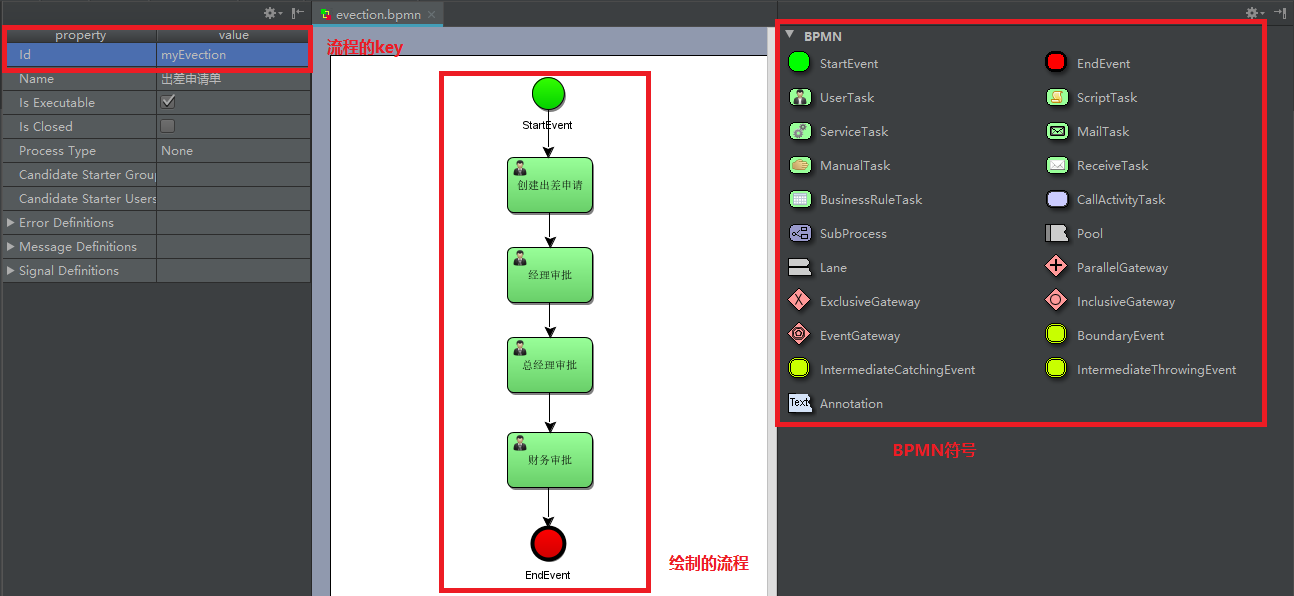 evection.bpmn
property value
Id myEvection
Name 出差申请单
Is Executable
Is Closed
Process Type None
Candidate Starter Group
Candidate Starter Users
Error Definitions
Message Definitions
Signal Definitions
流程的key
StartEvent
创建出差申请
经理审批
总经理审批
财务审批
EndEvent
绘制的流程
BPMN
StartEvent EndEvent
UserTask ScriptTask
ServiceTask MailTask
ManualTask ReceiveTask
BusinessRuleTask CallActivityTask
SubProcess Pool
Lane ParallelGateway
X ExclusiveGateway InclusiveGateway
EventGateway BoundaryEvent
IntermediateCatchingEvent IntermediateThrowingEvent
Text Annotation
BPMN符号